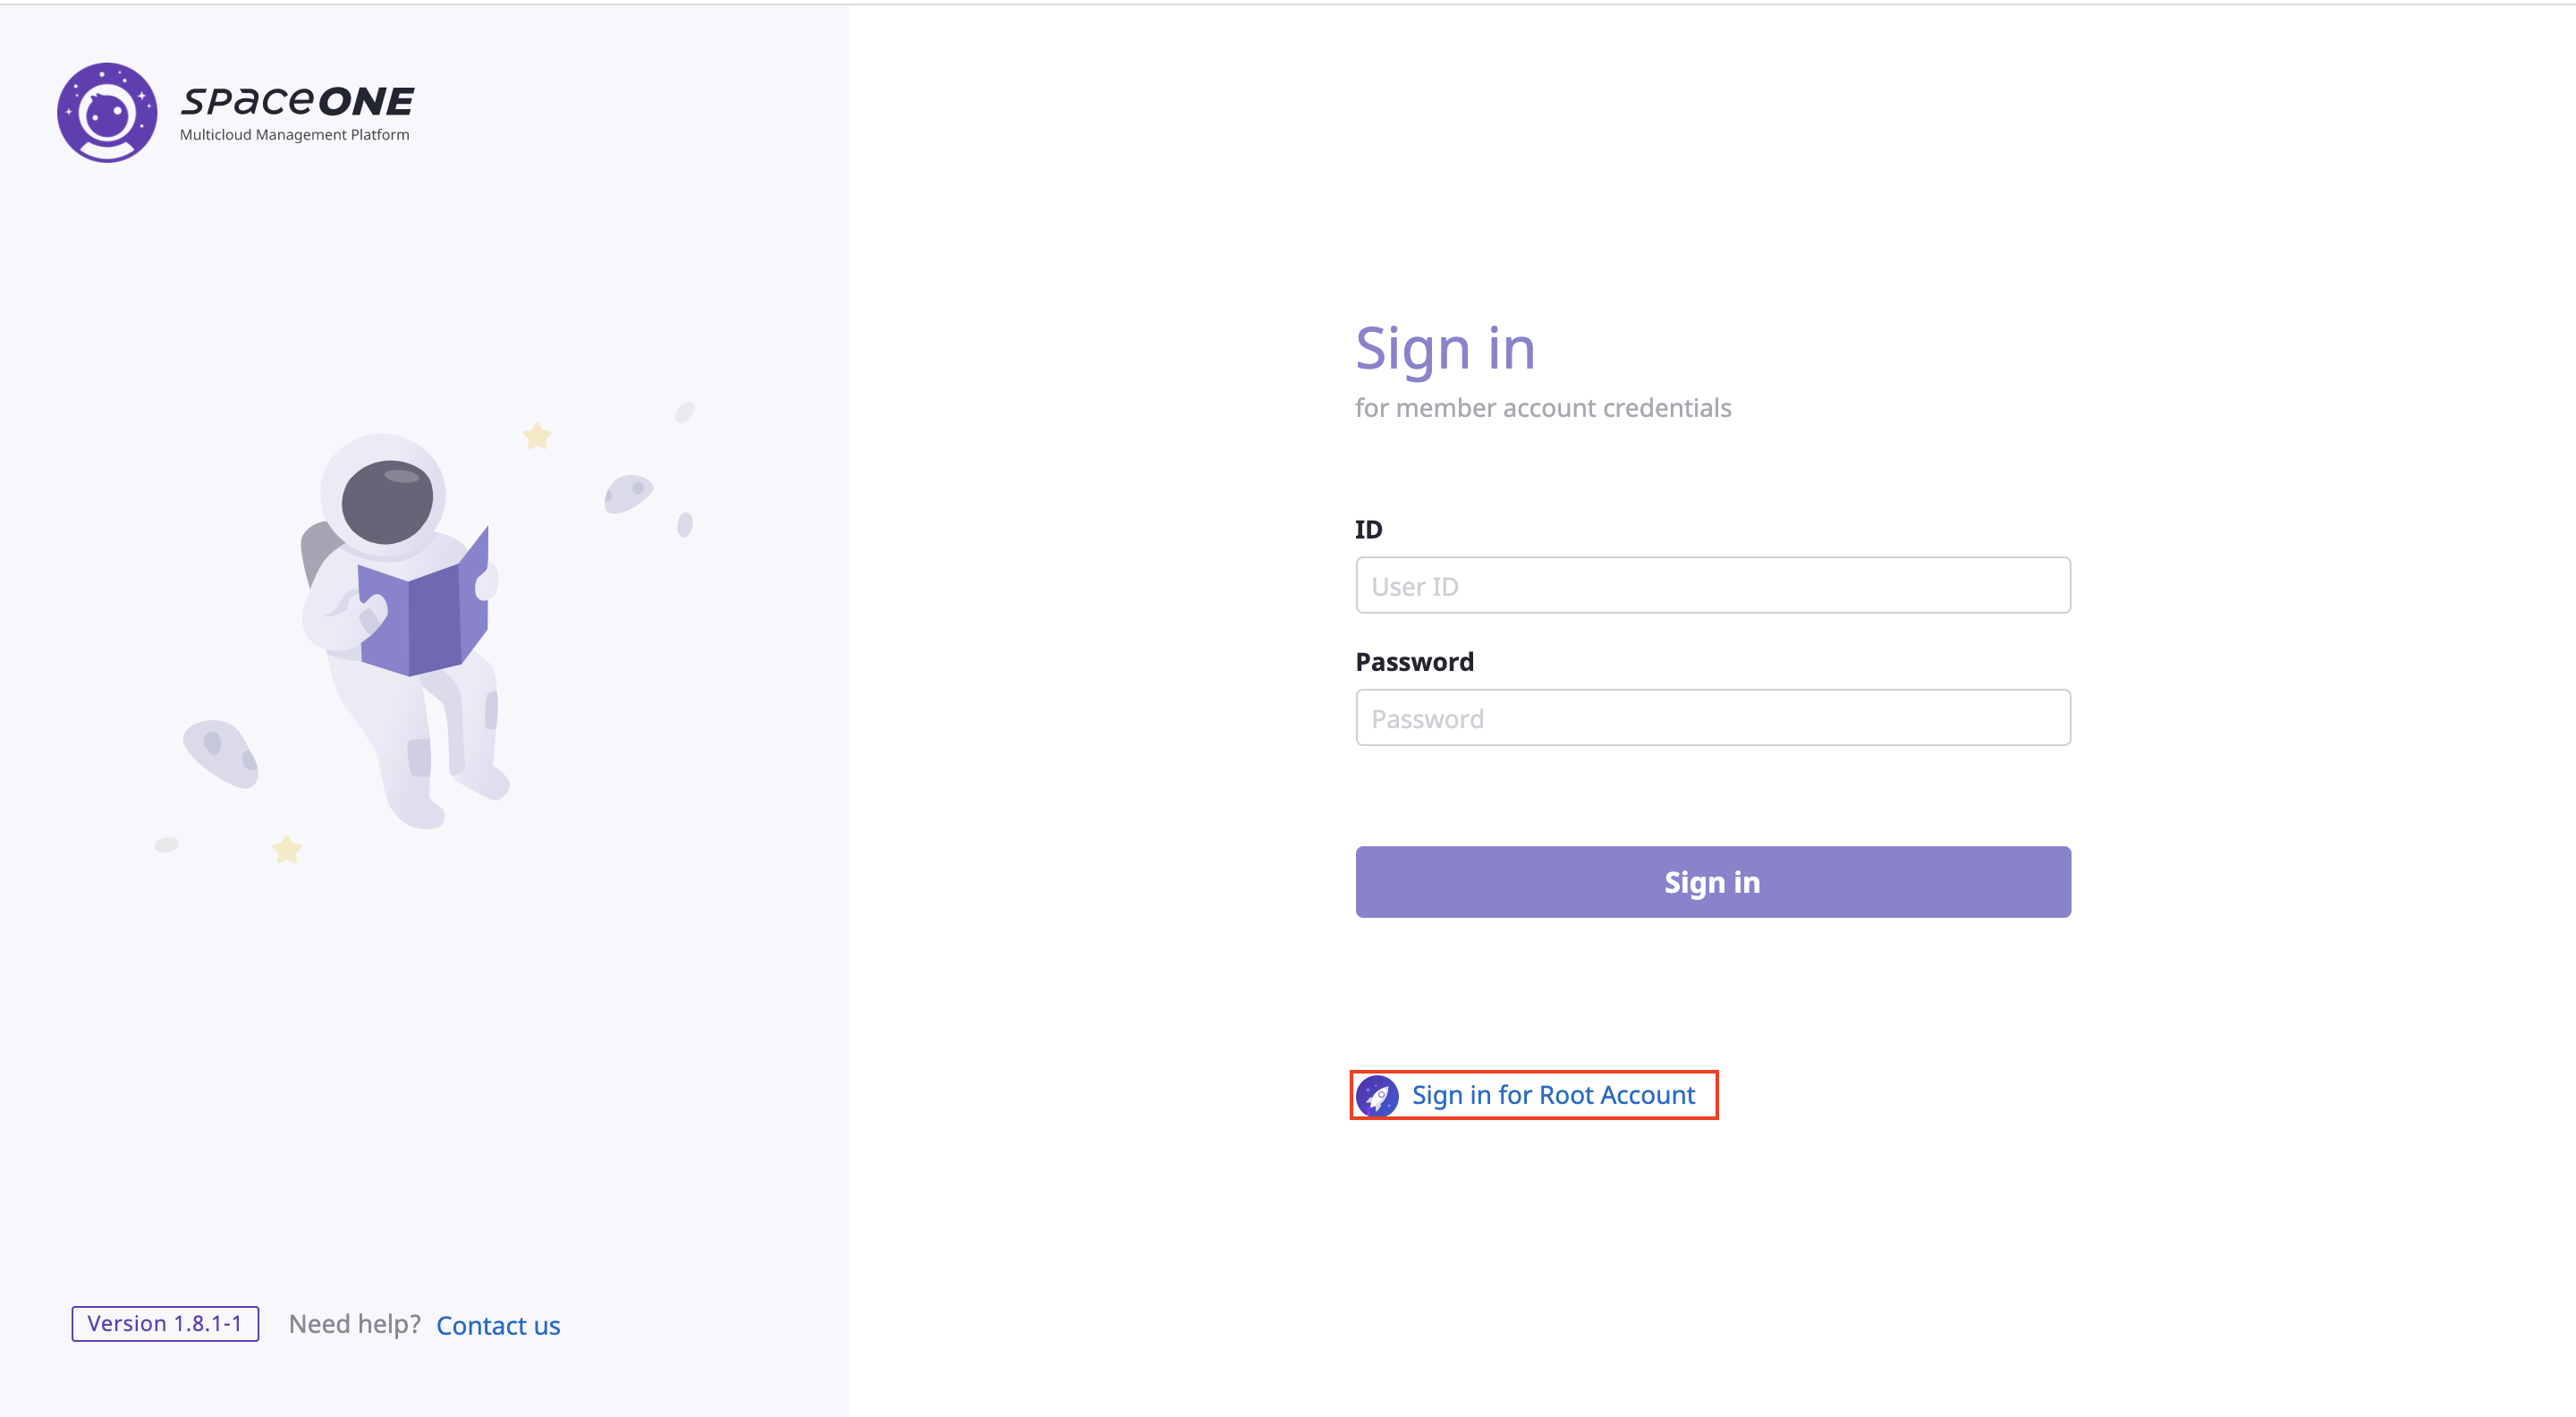 spaceONE
Multicloud Management Platform
Sign in
for member account credentials
ID
User ID
Password
Password
Sign in
Sign in for Root Account
Version 1.8.1-1 Need help? Contact us